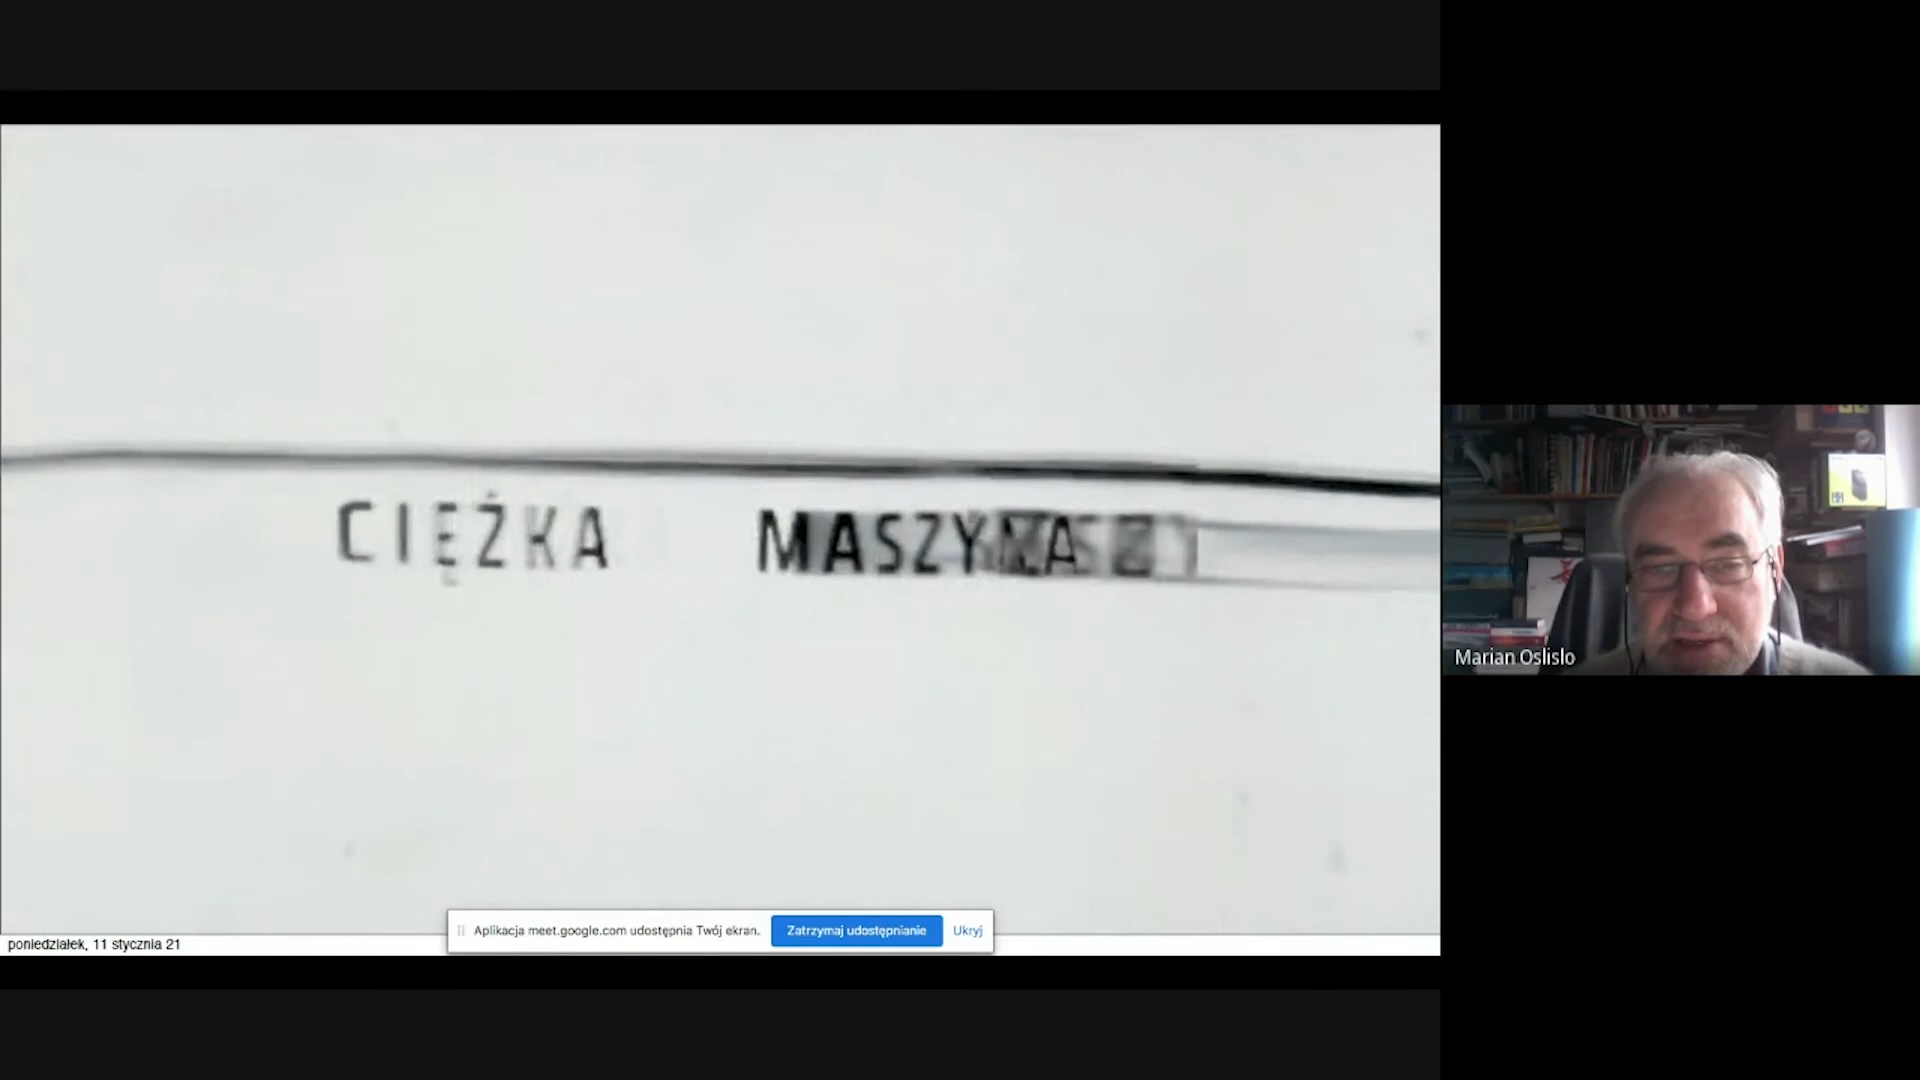 CIĘŻKA MASZYNA
Marian Oslislo
Aplikacja meet.google.com udostępnia Twój ekran. Zatrzymaj udostępnianie Ukryj
poniedziałek, 11 stycznia 21